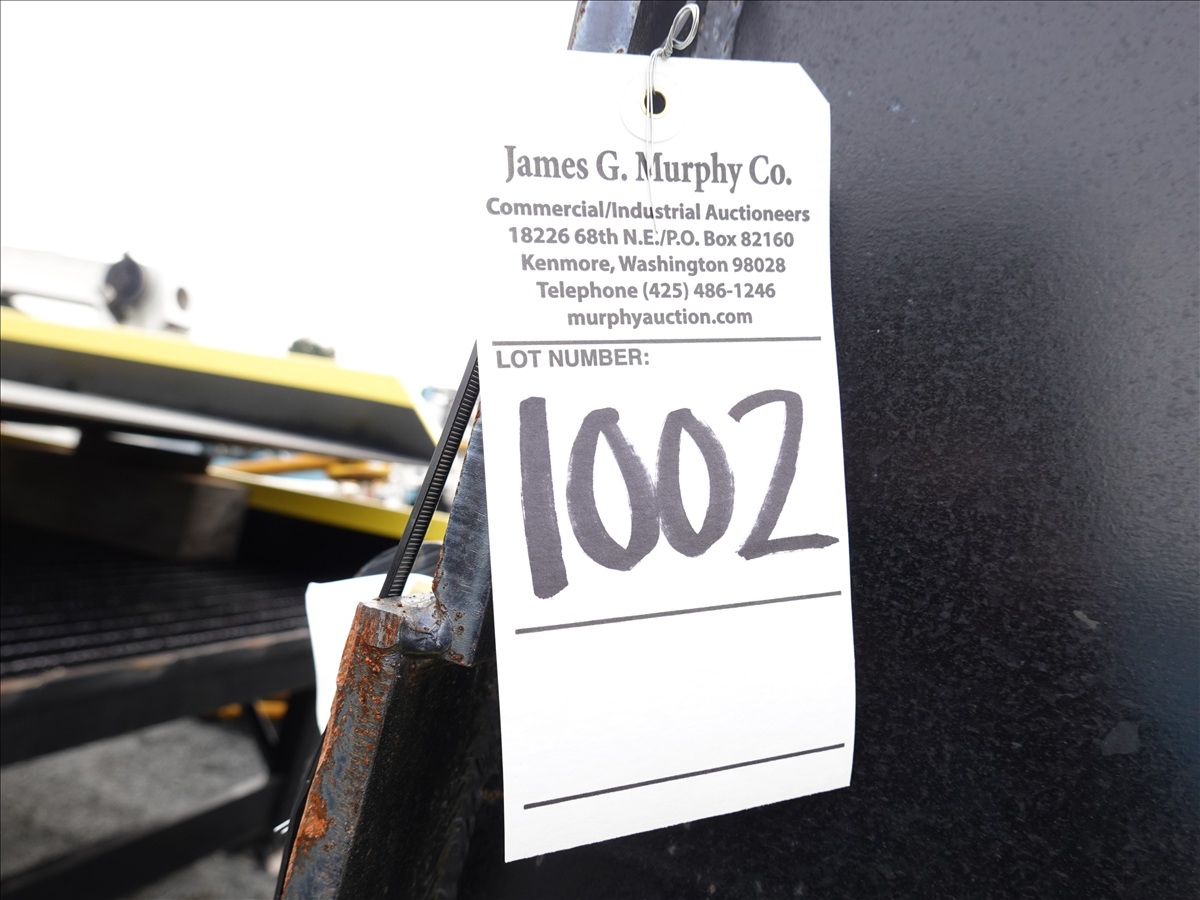 James G. Murphy Co.
Commercial/Industrial Auctioneers
18226 68th N.E./P.O. Box 82160
Kenmore, Washington 98028
Telephone (425) 486-1246
murphyauction.com
LOT NUMBER:
1002